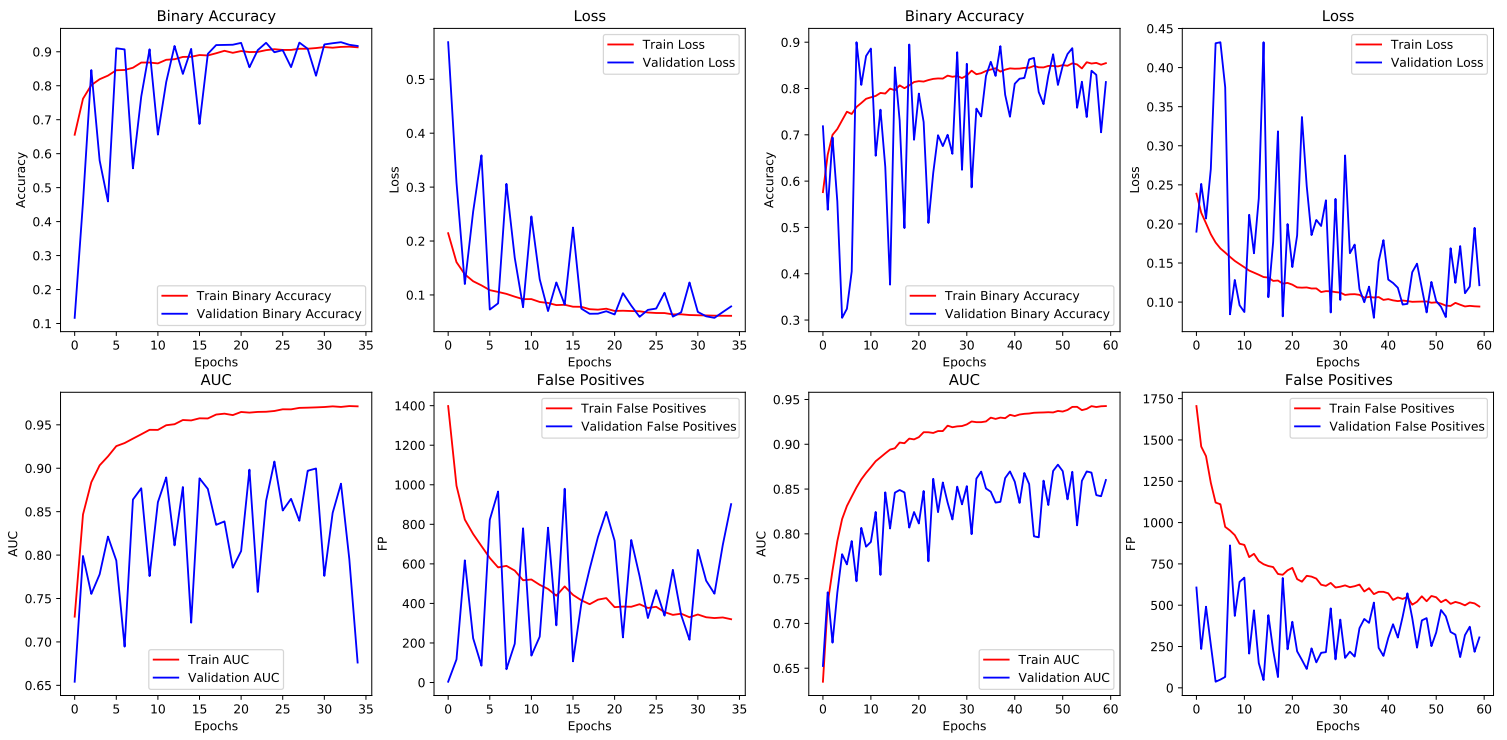 Binary Accuracy
Loss
Binary Accuracy
Loss
Accuracy
0.9
0.8
0.7
0.6
0.5
0.4
0.3
0.2
0.1
Train Binary Accuracy
Validation Binary Accuracy
0 5 10 15 20 25 30 35
Epochs
Loss
0.5
0.4
0.3
0.2
0.1
Train Loss
Validation Loss
0 5 10 15 20 25 30 35
Epochs
Accuracy
0.9
0.8
0.7
0.6
0.5
0.4
0.3
Train Binary Accuracy
Validation Binary Accuracy
0 10 20 30 40 50 60
Epochs
Loss
0.45
0.40
0.35
0.30
0.25
0.20
0.15
0.10
Train Loss
Validation Loss
0 10 20 30 40 50 60
Epochs
AUC
False Positives
AUC
False Positives
AUC
0.95
0.90
0.85
0.80
0.75
0.70
0.65
Train AUC
Validation AUC
0 5 10 15 20 25 30 35
Epochs
FP
1400
1200
1000
800
600
400
200
0
Train False Positives
Validation False Positives
0 5 10 15 20 25 30 35
Epochs
AUC
0.95
0.90
0.85
0.80
0.75
0.70
0.65
Train AUC
Validation AUC
0 10 20 30 40 50 60
Epochs
FP
1750
1500
1250
1000
750
500
250
0
Train False Positives
Validation False Positives
0 10 20 30 40 50 60
Epochs